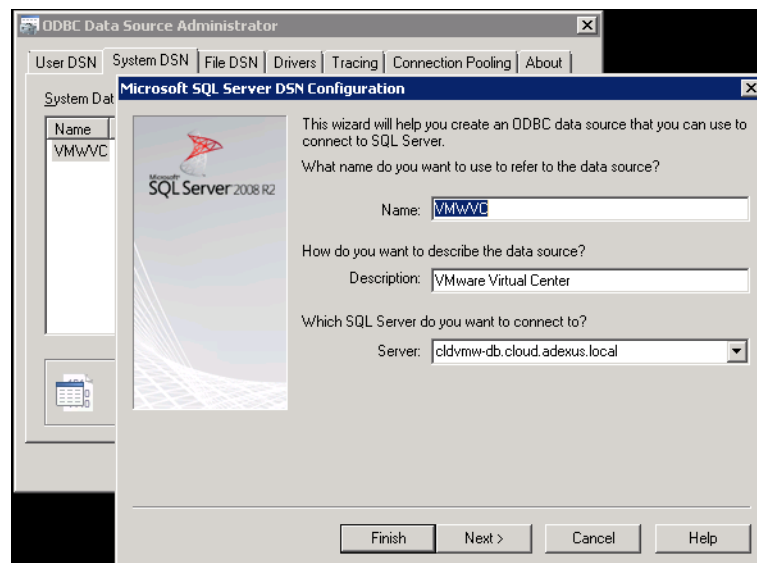 ODBC Data Source Administrator
User DSN System DSN File DSN Drivers Tracing Connection Pooling About
System Dat
Name
VMWVC
Microsoft SQL Server DSN Configuration
Microsoft
SQL Server 2008 R2
This wizard will help you create an ODBC data source that you can use to
connect to SQL Server.
What name do you want to use to refer to the data source?
Name: VMWVC
How do you want to describe the data source?
Description: VMware Virtual Center
Which SQL Server do you want to connect to?
Server: cldvmw-db.cloud.adexus.local
Finish Next > Cancel Help